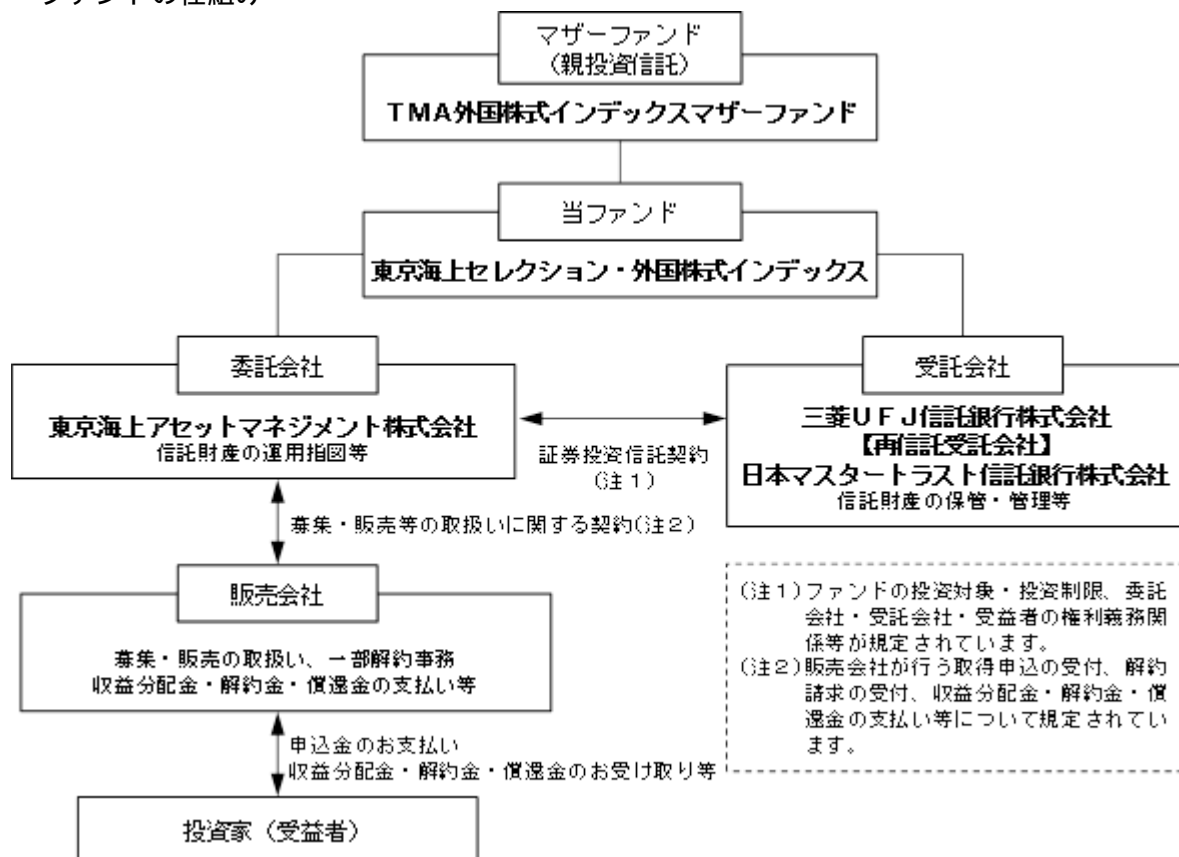 ファンドの仕組み
マザーファンド
(親投資信託)
TMA外国株式インデックスマザーファンド
当ファンド
東京海上セレクション・外国株式インデックス
委託会社
東京海上アセットマネジメント株式会社
信託財産の運用指図等
証券投資信託契約
(注1)
受託会社
三菱UFJ信託銀行株式会社
【再信託受託会社】
日本マスタートラスト信託銀行株式会社
信託財産の保管・管理等
募集・販売等の取扱いに関する契約(注2)
販売会社
募集・販売の取扱い、一部解約事務
収益分配金・解約金・償還金の支払い等
申込金のお支払い
収益分配金・解約金・償還金のお受け取り等
投資家(受益者)
(注1)ファンドの投資対象・投資制限、委託
会社・受託会社・受益者の権利義務関
係等が規定されています。
(注2)販売会社が行う取得申込の受付、解約
請求の受付、収益分配金・解約金・償
還金の支払い等について規定されてい
ます。